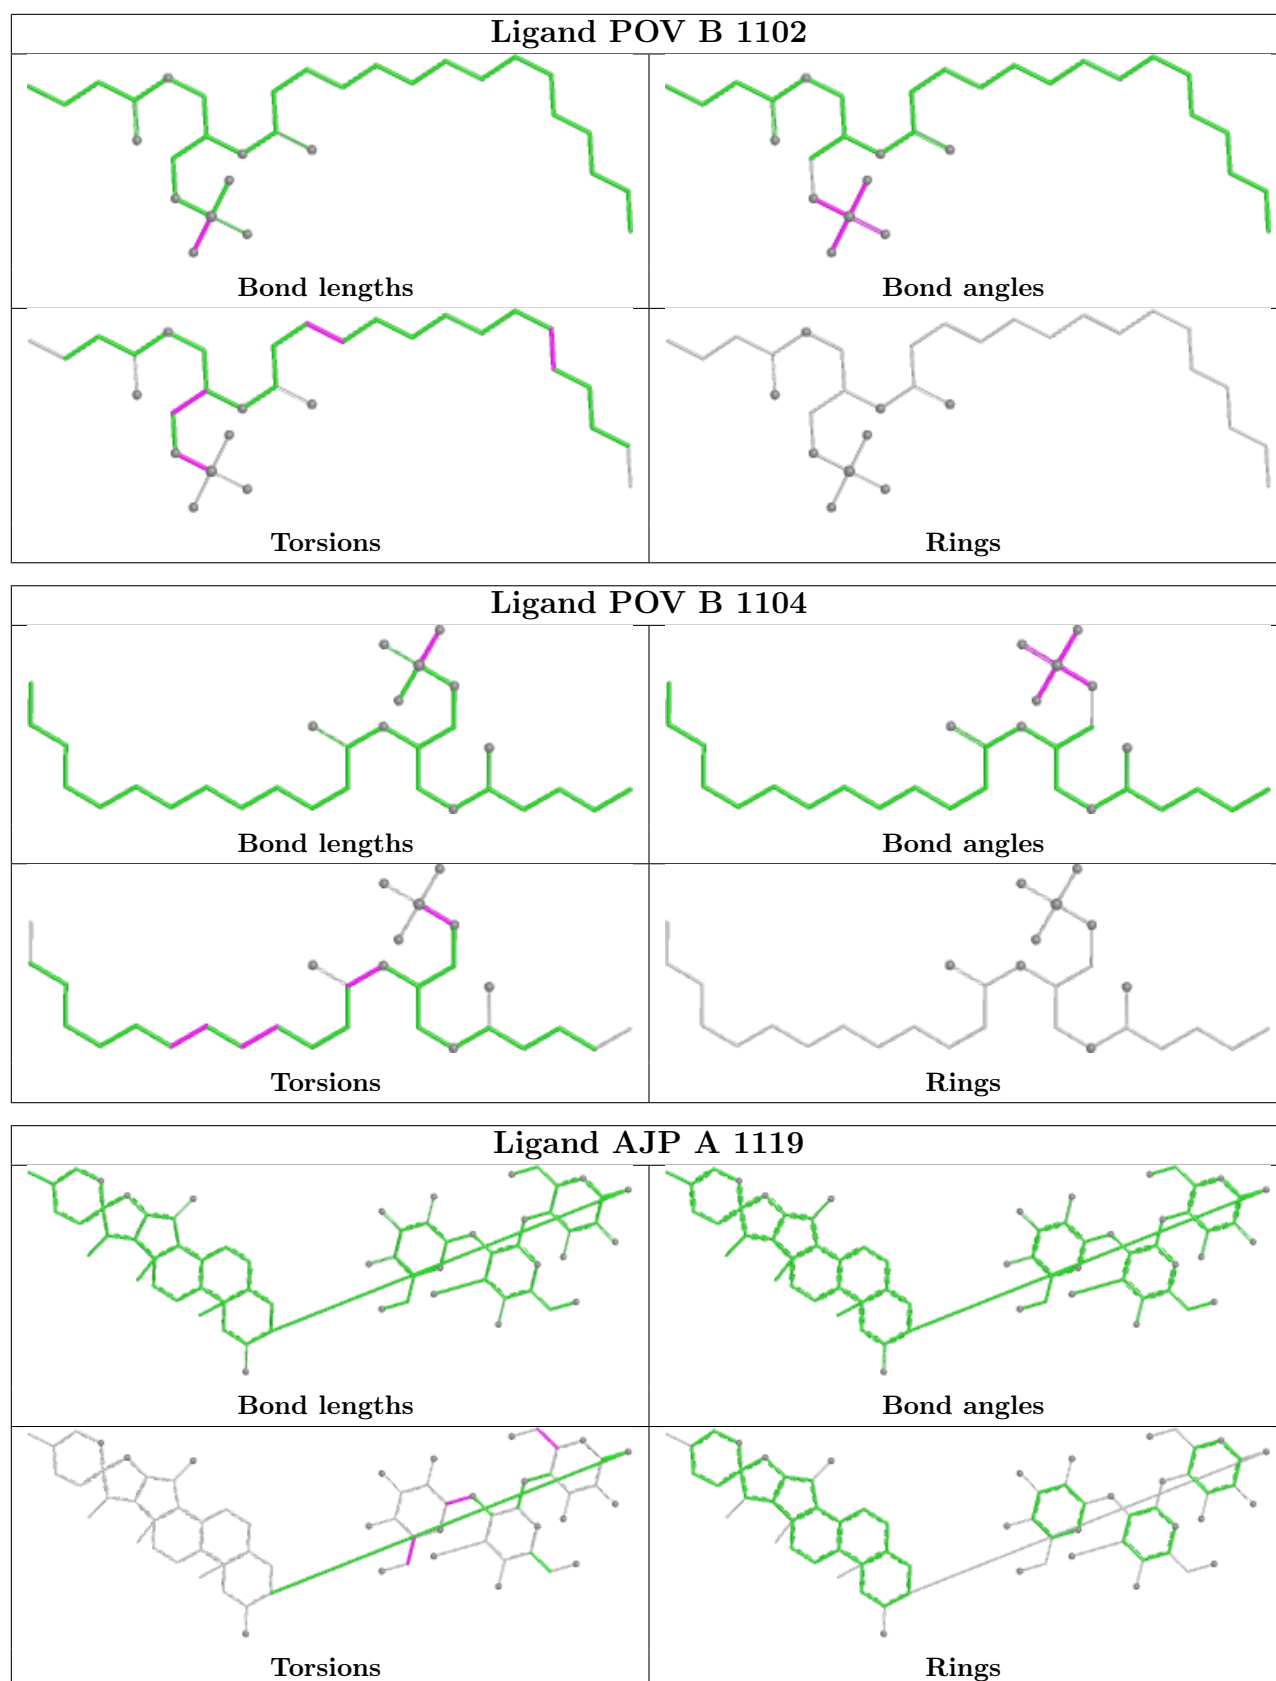 Ligand POV B 1102
Bond lengths
Bond angles
Torsions
Rings
Ligand POV B 1104
Bond lengths
Bond angles
Torsions
Rings
Ligand AJP A 1119
Bond lengths
Bond angles
Torsions
Rings